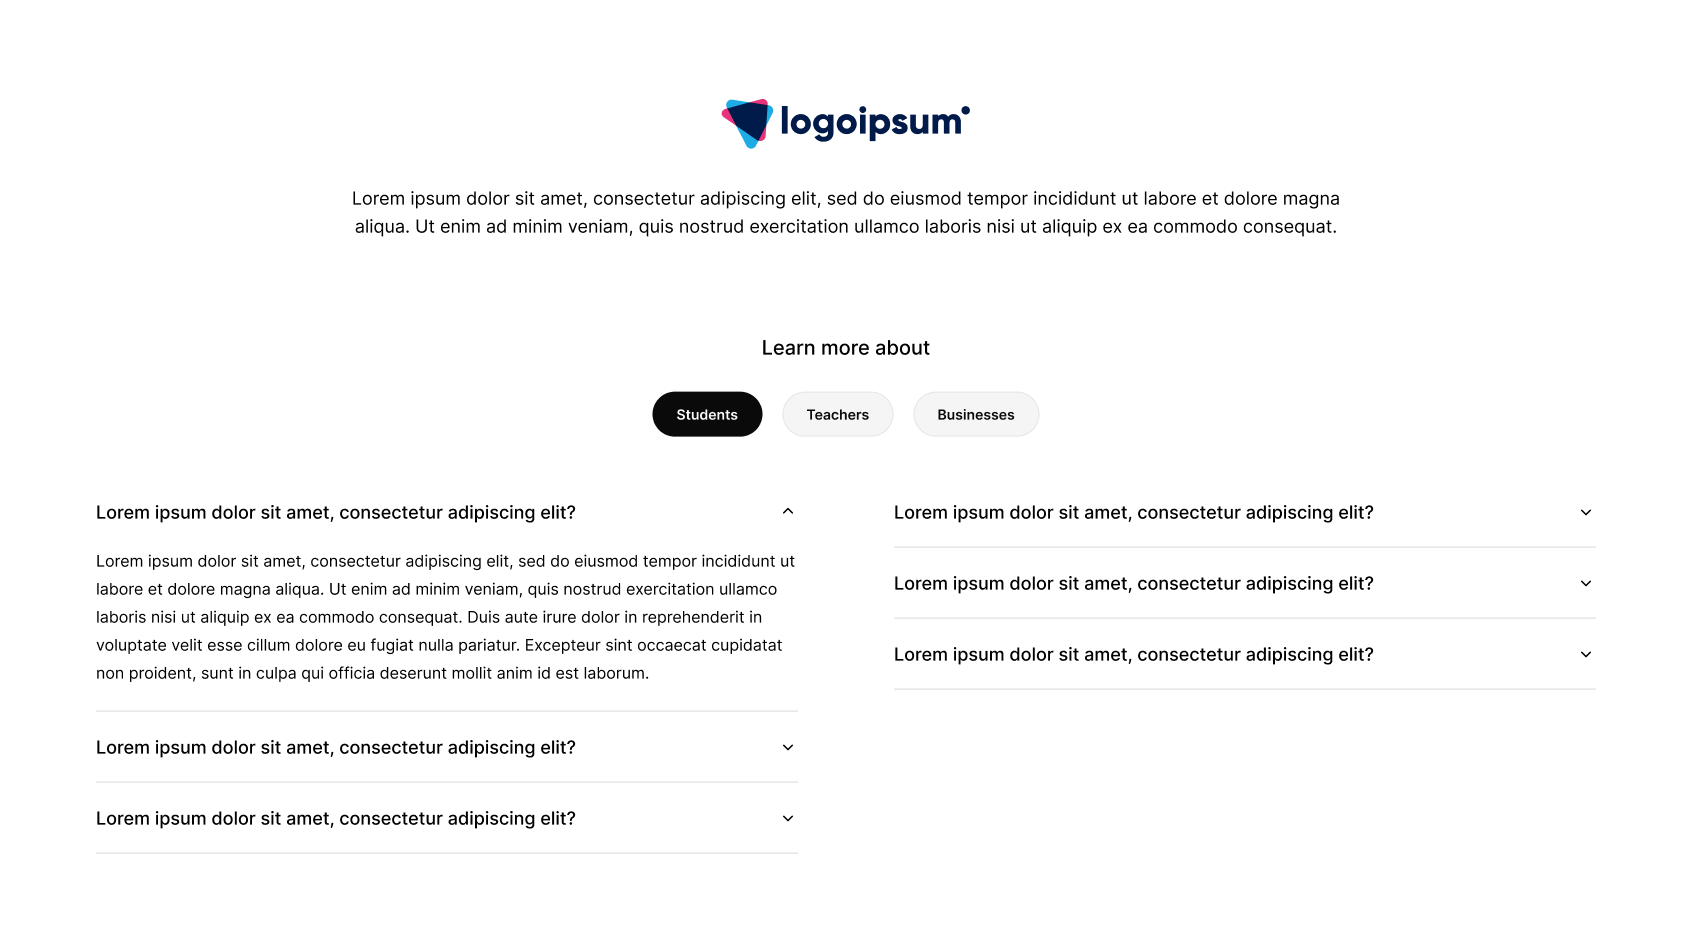 logoipsum
Lorem ipsum dolor sit amet, consectetur adipiscing elit, sed do eiusmod tempor incididunt ut labore et dolore magna
aliqua. Ut enim ad minim veniam, quis nostrud exercitation ullamco laboris nisi ut aliquip ex ea commodo consequat.
Learn more about
Students
Teachers
Businesses
Lorem ipsum dolor sit amet, consectetur adipiscing elit?
Lorem ipsum dolor sit amet, consectetur adipiscing elit, sed do eiusmod tempor incididunt ut
labore et dolore magna aliqua. Ut enim ad minim veniam, quis nostrud exercitation ullamco
laboris nisi ut aliquip ex ea commodo consequat. Duis aute irure dolor in reprehenderit in
voluptate velit esse cillum dolore eu fugiat nulla pariatur. Excepteur sint occaecat cupidatat
non proident, sunt in culpa qui officia deserunt mollit anim id est laborum.
Lorem ipsum dolor sit amet, consectetur adipiscing elit?
Lorem ipsum dolor sit amet, consectetur adipiscing elit?
Lorem ipsum dolor sit amet, consectetur adipiscing elit?
Lorem ipsum dolor sit amet, consectetur adipiscing elit?
Lorem ipsum dolor sit amet, consectetur adipiscing elit?